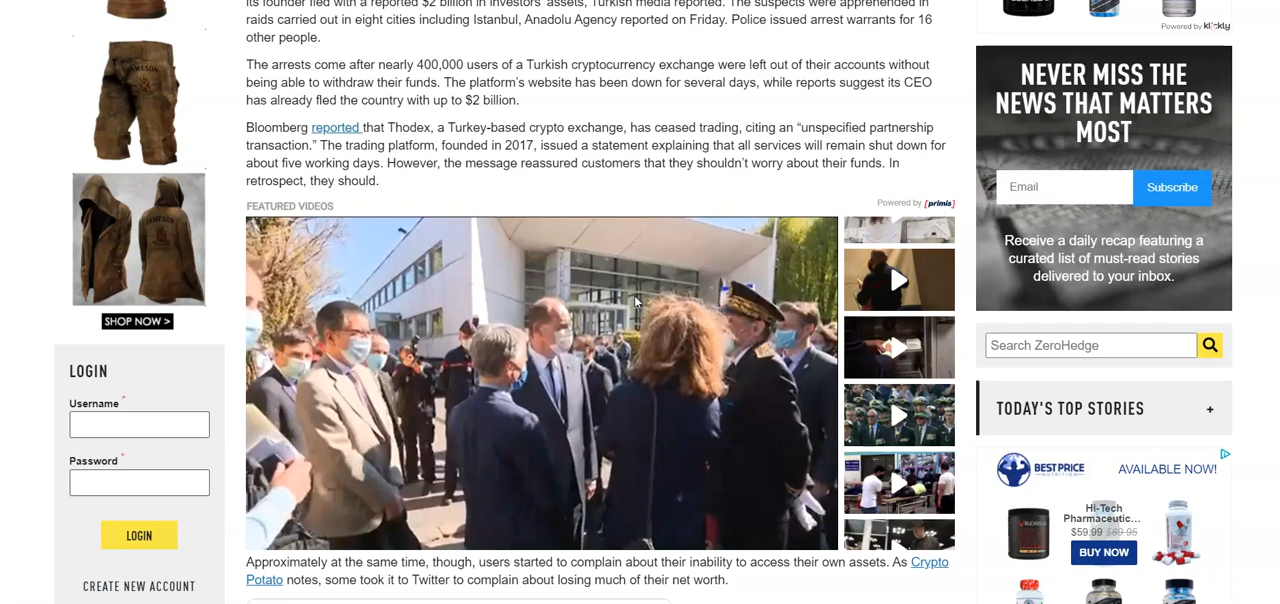 its founder fled with a reported $2 billion in investors' assets, Turkish media reported. The suspects were apprehended in
raids carried out in eight cities including Istanbul, Anadolu Agency reported on Friday. Police issued arrest warrants for 16
other people.
The arrests come after nearly 400,000 users of a Turkish cryptocurrency exchange were left out of their accounts without
being able to withdraw their funds. The platform's website has been down for several days, while reports suggest its CEO
has already fled the country with up to $2 billion.
Bloomberg reported that Thodex, a Turkey-based crypto exchange, has ceased trading, citing an “unspecified partnership
transaction.” The trading platform, founded in 2017, issued a statement explaining that all services will remain shut down for
about five working days. However, the message reassured customers that they shouldn't worry about their funds. In
retrospect, they should.
FEATURED VIDEOS
Powered by [primis]
Approximately at the same time, though, users started to complain about their inability to access their own assets. As Crypto
Potato notes, some took it to Twitter to complain about losing much of their net worth.
JAMESON
JAMESON
SHOP NOW >
LOGIN
Username *
Password *
LOGIN
CREATE NEW ACCOUNT
Powered by klickly
NEVER MISS THE
NEWS THAT MATTERS
MOST
Email
Subscribe
Receive a daily recap featuring a
curated list of must-read stories
delivered to your inbox.
Search ZeroHedge
TODAY'S TOP STORIES +
BEST PRICE
NUTRITION
AVAILABLE NOW!
Hi-Tech
Pharmaceutic...
$59.99 $69.95
BUY NOW